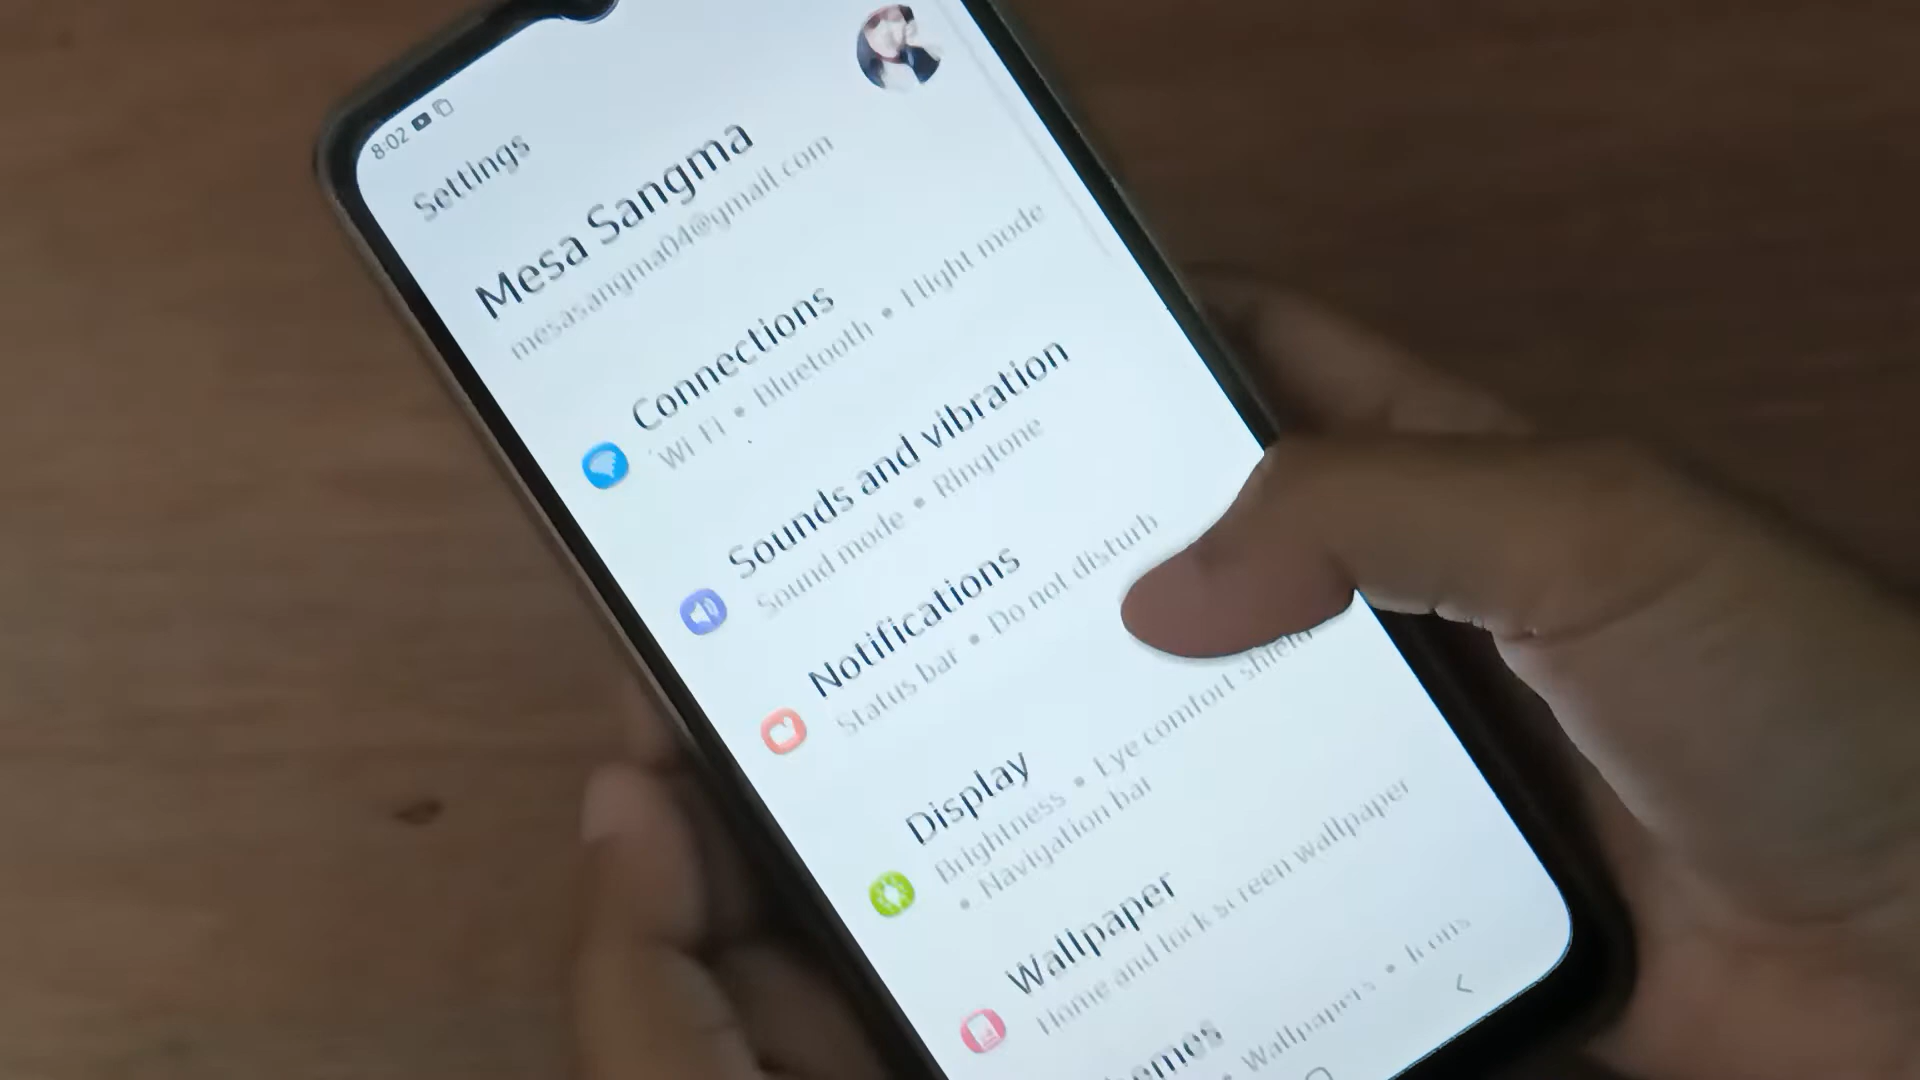 8:02
Settings
Mesa Sangma
mesasangma04@gmail.com
Connections
Wi-Fi • Bluetooth • Flight mode
Sounds and vibration
Sound mode • Ringtone
Notifications
Status bar • Do not disturb
Display
Brightness • Eye comfort shield
• Navigation bar
Wallpaper
Home and lock screen wallpaper
Wallpapers • Icons